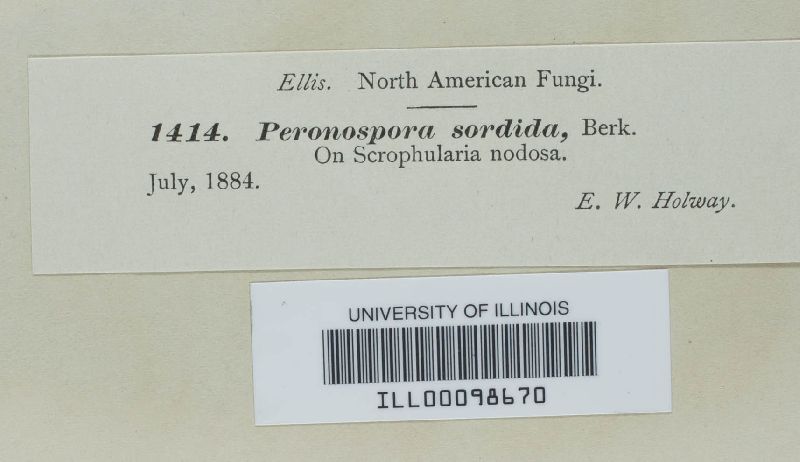 Ellis. North American Fungi.
1414. Peronospora sordida, Berk.
On Scrophularia nodosa.
July, 1884.
E. W. Holway.
UNIVERSITY OF ILLINOIS
ILL00098670